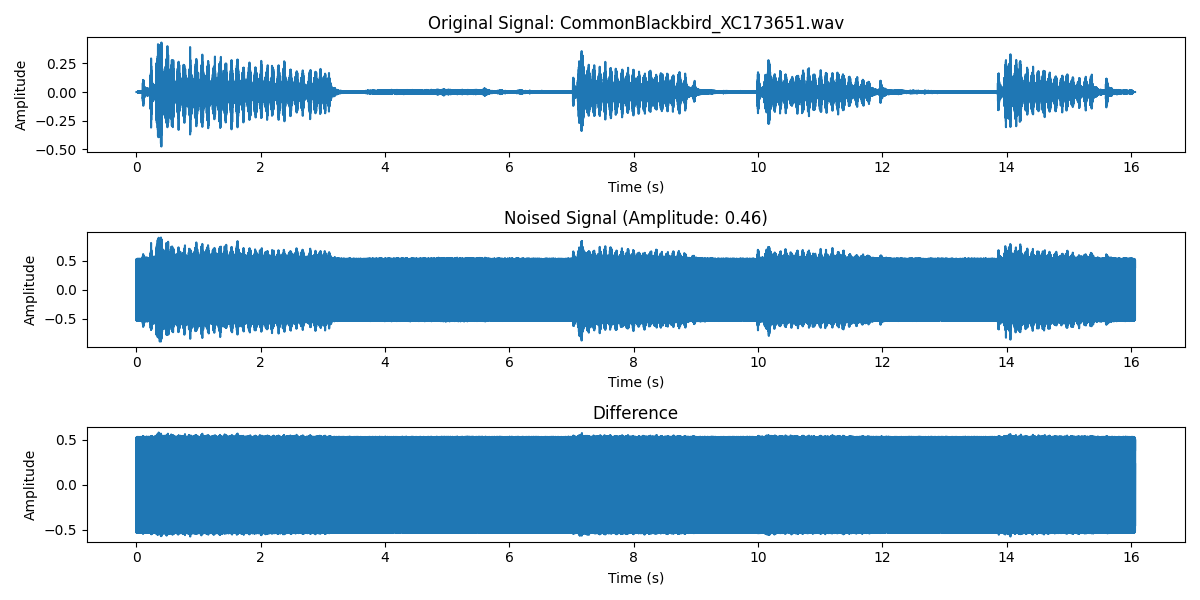 Original Signal: CommonBlackbird_XC173651.wav
0.25
0.00
−0.25
−0.50
Amplitude
0 2 4 6 8 10 12 14 16
Time (s)
Noised Signal (Amplitude: 0.46)
0.5
0.0
−0.5
Amplitude
0 2 4 6 8 10 12 14 16
Time (s)
Difference
0.5
0.0
−0.5
Amplitude
0 2 4 6 8 10 12 14 16
Time (s)